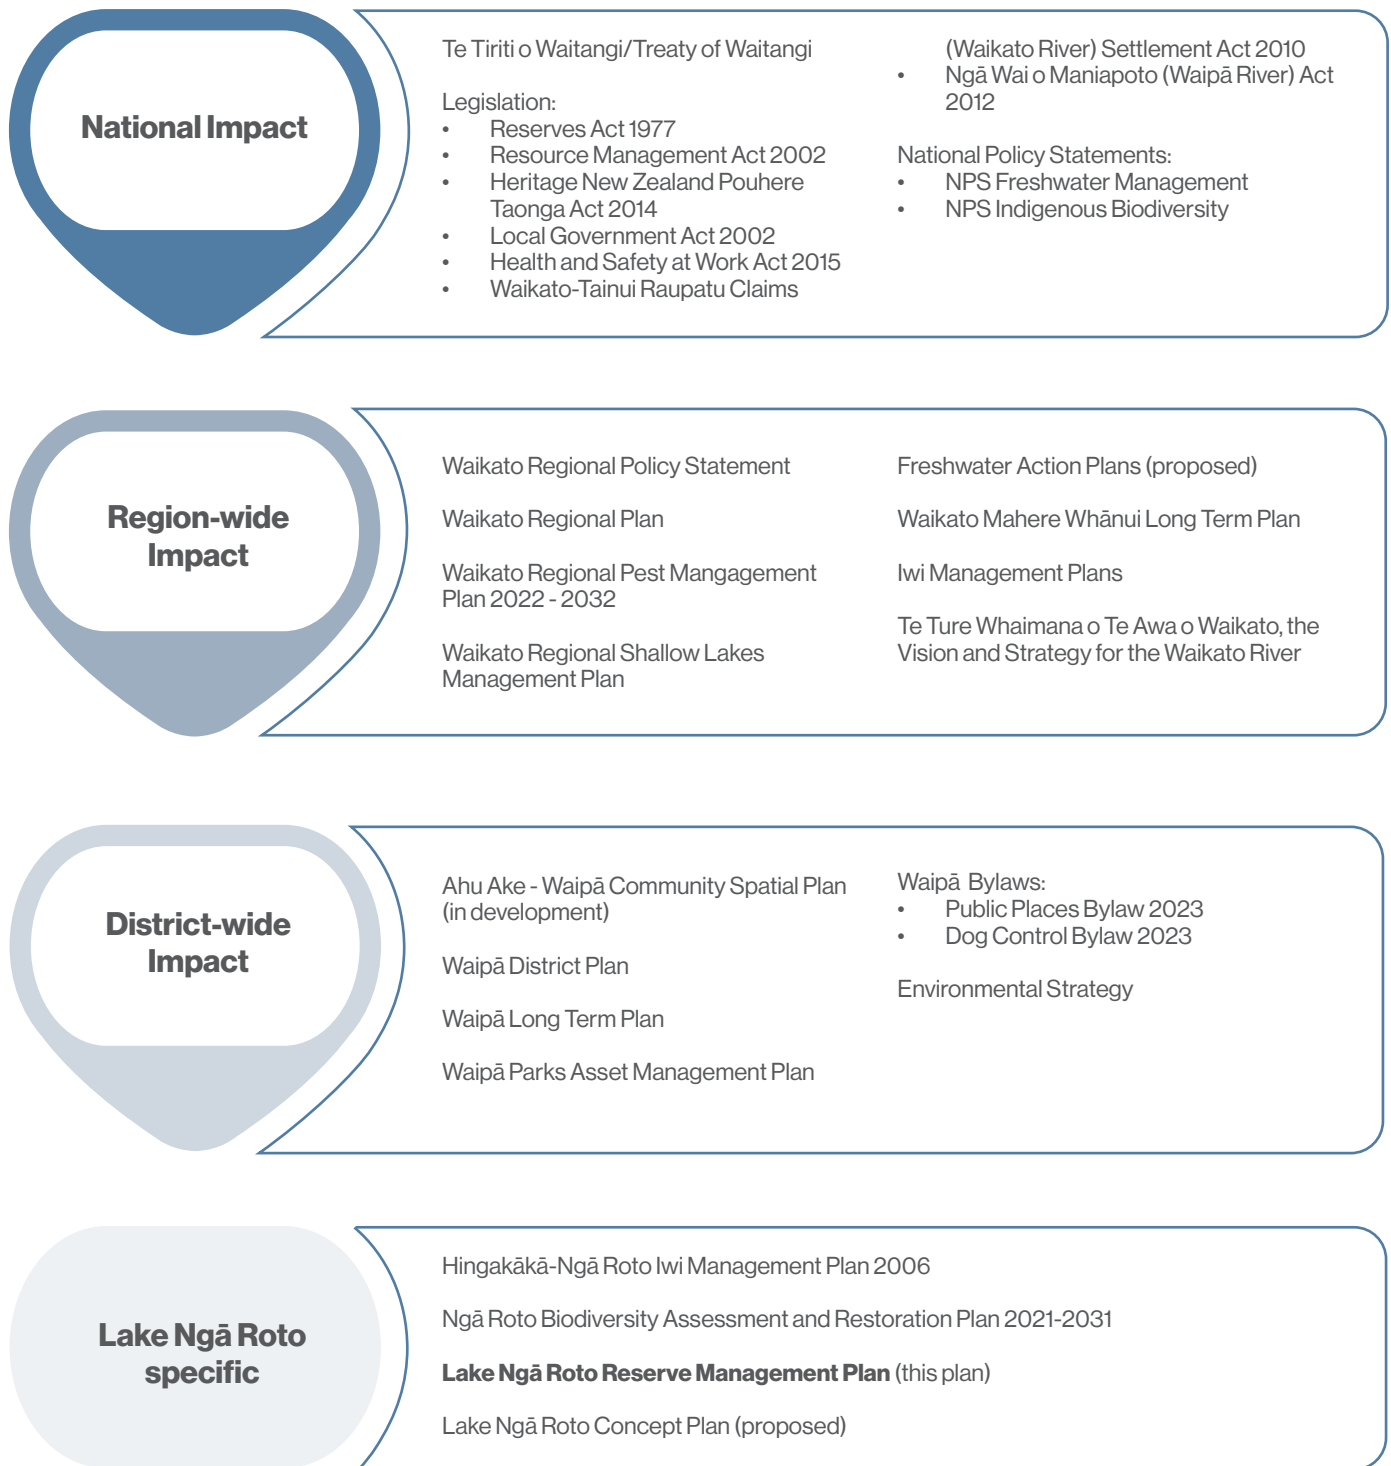 National Impact
Te Tiriti o Waitangi/Treaty of Waitangi
Legislation:
• Reserves Act 1977
• Resource Management Act 2002
• Heritage New Zealand Pouhere
Taonga Act 2014
• Local Government Act 2002
• Health and Safety at Work Act 2015
• Waikato-Tainui Raupatu Claims
(Waikato River) Settlement Act 2010
• Ngā Wai o Maniapoto (Waipā River) Act
2012
National Policy Statements:
• NPS Freshwater Management
• NPS Indigenous Biodiversity
Region-wide
Impact
Waikato Regional Policy Statement
Waikato Regional Plan
Waikato Regional Pest Mangagement
Plan 2022 - 2032
Waikato Regional Shallow Lakes
Management Plan
Freshwater Action Plans (proposed)
Waikato Mahere Whānui Long Term Plan
Iwi Management Plans
Te Ture Whaimana o Te Awa o Waikato, the
Vision and Strategy for the Waikato River
District-wide
Impact
Ahu Ake - Waipā Community Spatial Plan
(in development)
Waipā District Plan
Waipā Long Term Plan
Waipā Parks Asset Management Plan
Waipā Bylaws:
• Public Places Bylaw 2023
• Dog Control Bylaw 2023
Environmental Strategy
Lake Ngā Roto
specific
Hingakākā-Ngā Roto Iwi Management Plan 2006
Ngā Roto Biodiversity Assessment and Restoration Plan 2021-2031
Lake Ngā Roto Reserve Management Plan (this plan)
Lake Ngā Roto Concept Plan (proposed)